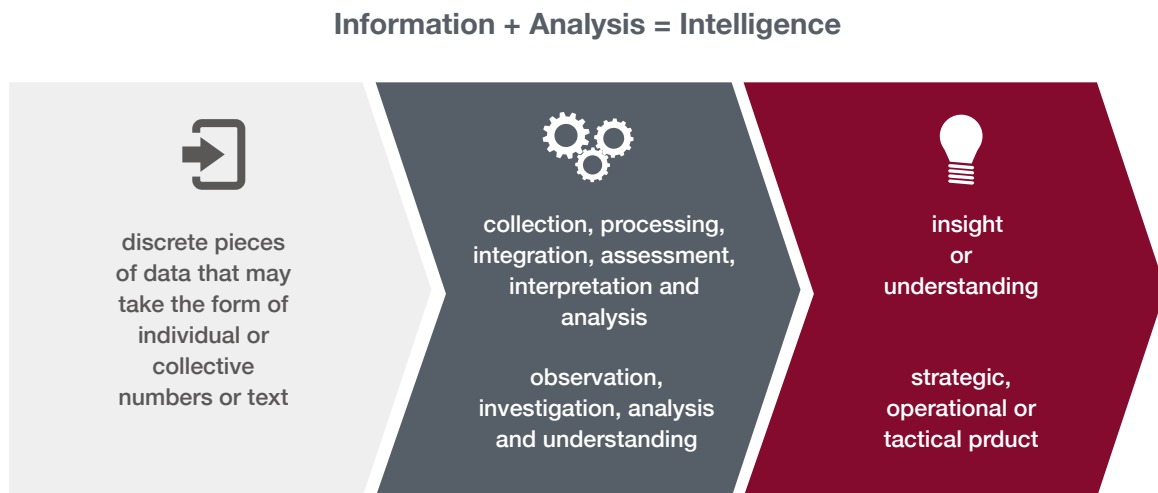 Information + Analysis = Intelligence
discrete pieces
of data that may
take the form of
individual or
collective
numbers or text
collection, processing,
integration, assessment,
interpretation and
analysis
observation,
investigation, analysis
and understanding
insight
or
understanding
strategic,
operational or
tactical prduct